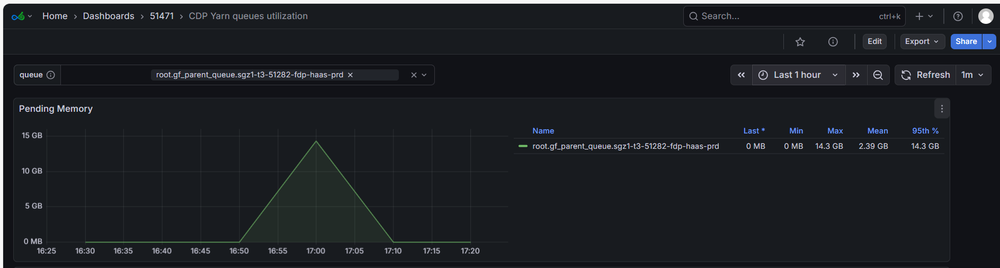 Home › Dashboards › 51471 › CDP Yarn queues utilization
Search... ctrl+k
Edit Export Share
queue root.gf_parent_queue.sgz1-t3-51282-fdp-haas-prd
Last 1 hour Refresh 1m
Pending Memory
15 GB
10 GB
5 GB
0 MB
16:25 16:30 16:35 16:40 16:45 16:50 16:55 17:00 17:05 17:10 17:15 17:20
Name Last * Min Max Mean 95th %
root.gf_parent_queue.sgz1-t3-51282-fdp-haas-prd 0 MB 0 MB 14.3 GB 2.39 GB 14.3 GB